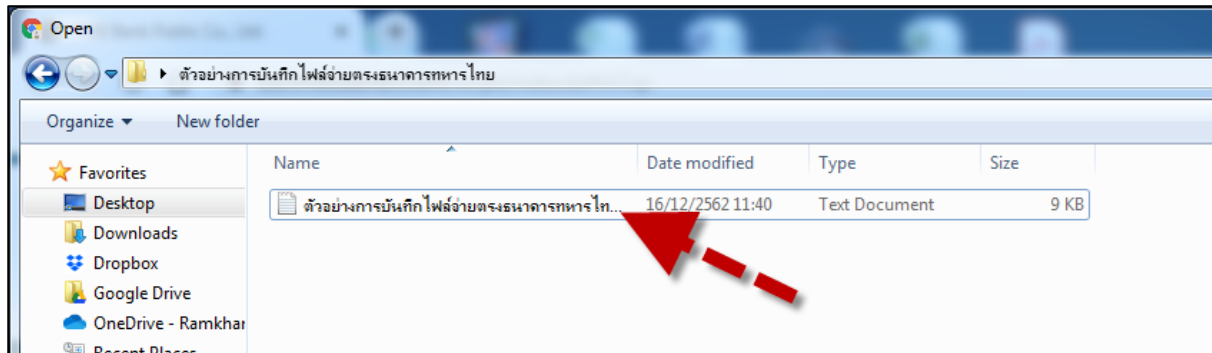 Open
ตัวอย่างการบันทึกไฟล์จ่ายตรงธนาคารทหารไทย
Organize New folder
Name Date modified Type Size
Favorites
Desktop ตัวอย่างการบันทึกไฟล์จ่ายตรงธนาคารทหารไท... 16/12/2562 11:40 Text Document 9 KB
Downloads
Dropbox
Google Drive
OneDrive - Ramkhar
Recent Places